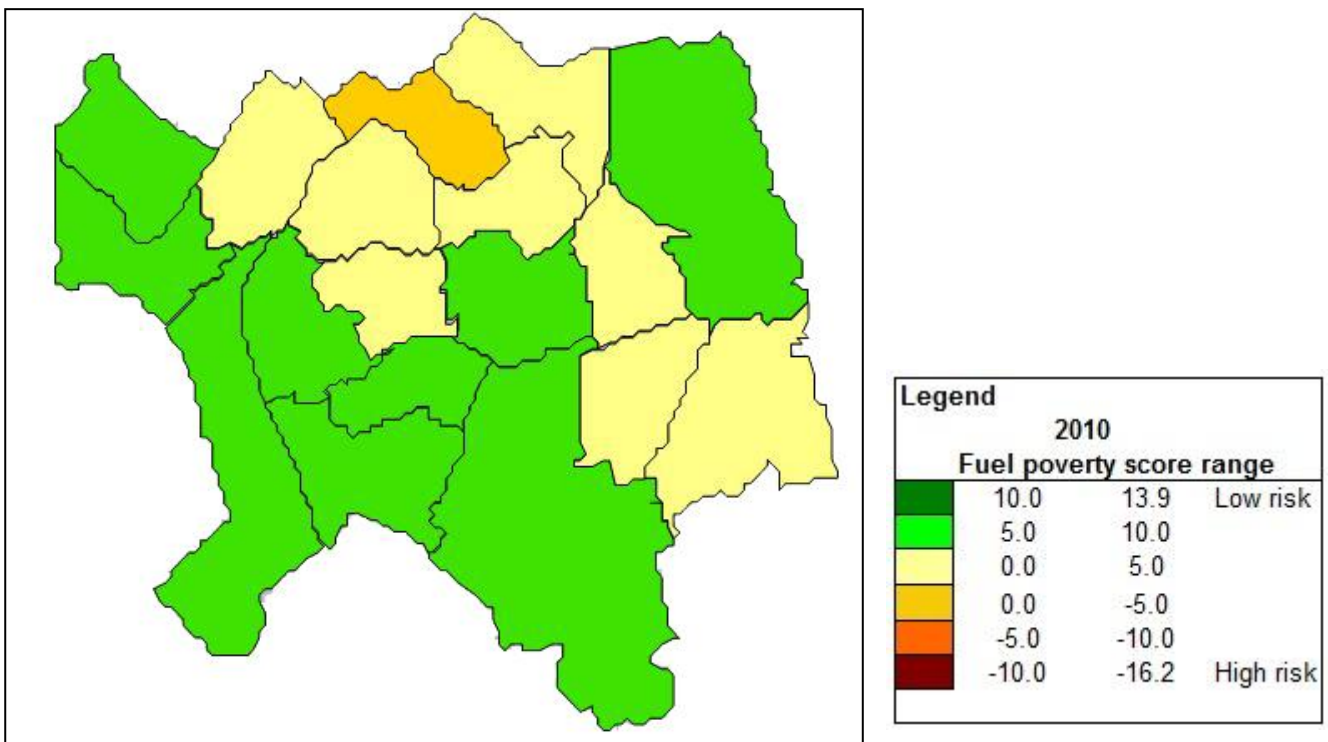 Legend
2010
Fuel poverty score range
10.0 13.9 Low risk
5.0 10.0
0.0 5.0
0.0 -5.0
-5.0 -10.0
-10.0 -16.2 High risk